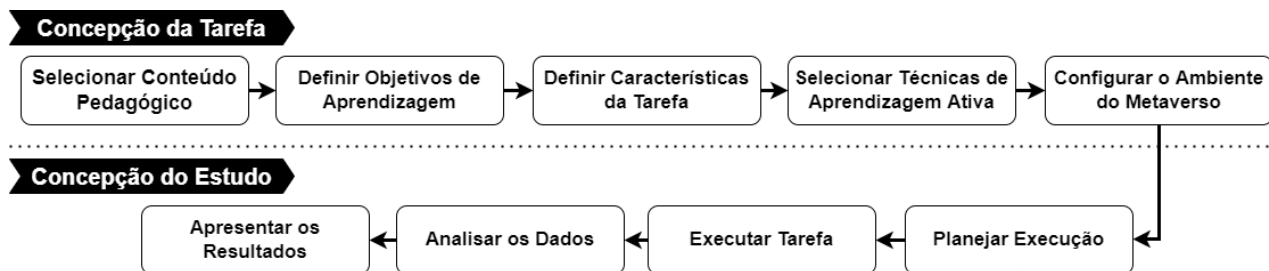 Concepção da Tarefa
Selecionar Conteúdo
Pedagógico
Definir Objetivos de
Aprendizagem
Definir Características
da Tarefa
Selecionar Técnicas de
Aprendizagem Ativa
Configurar o Ambiente
do Metaverso
Concepção do Estudo
Apresentar os
Resultados
Analisar os Dados
Executar Tarefa
Planejar Execução